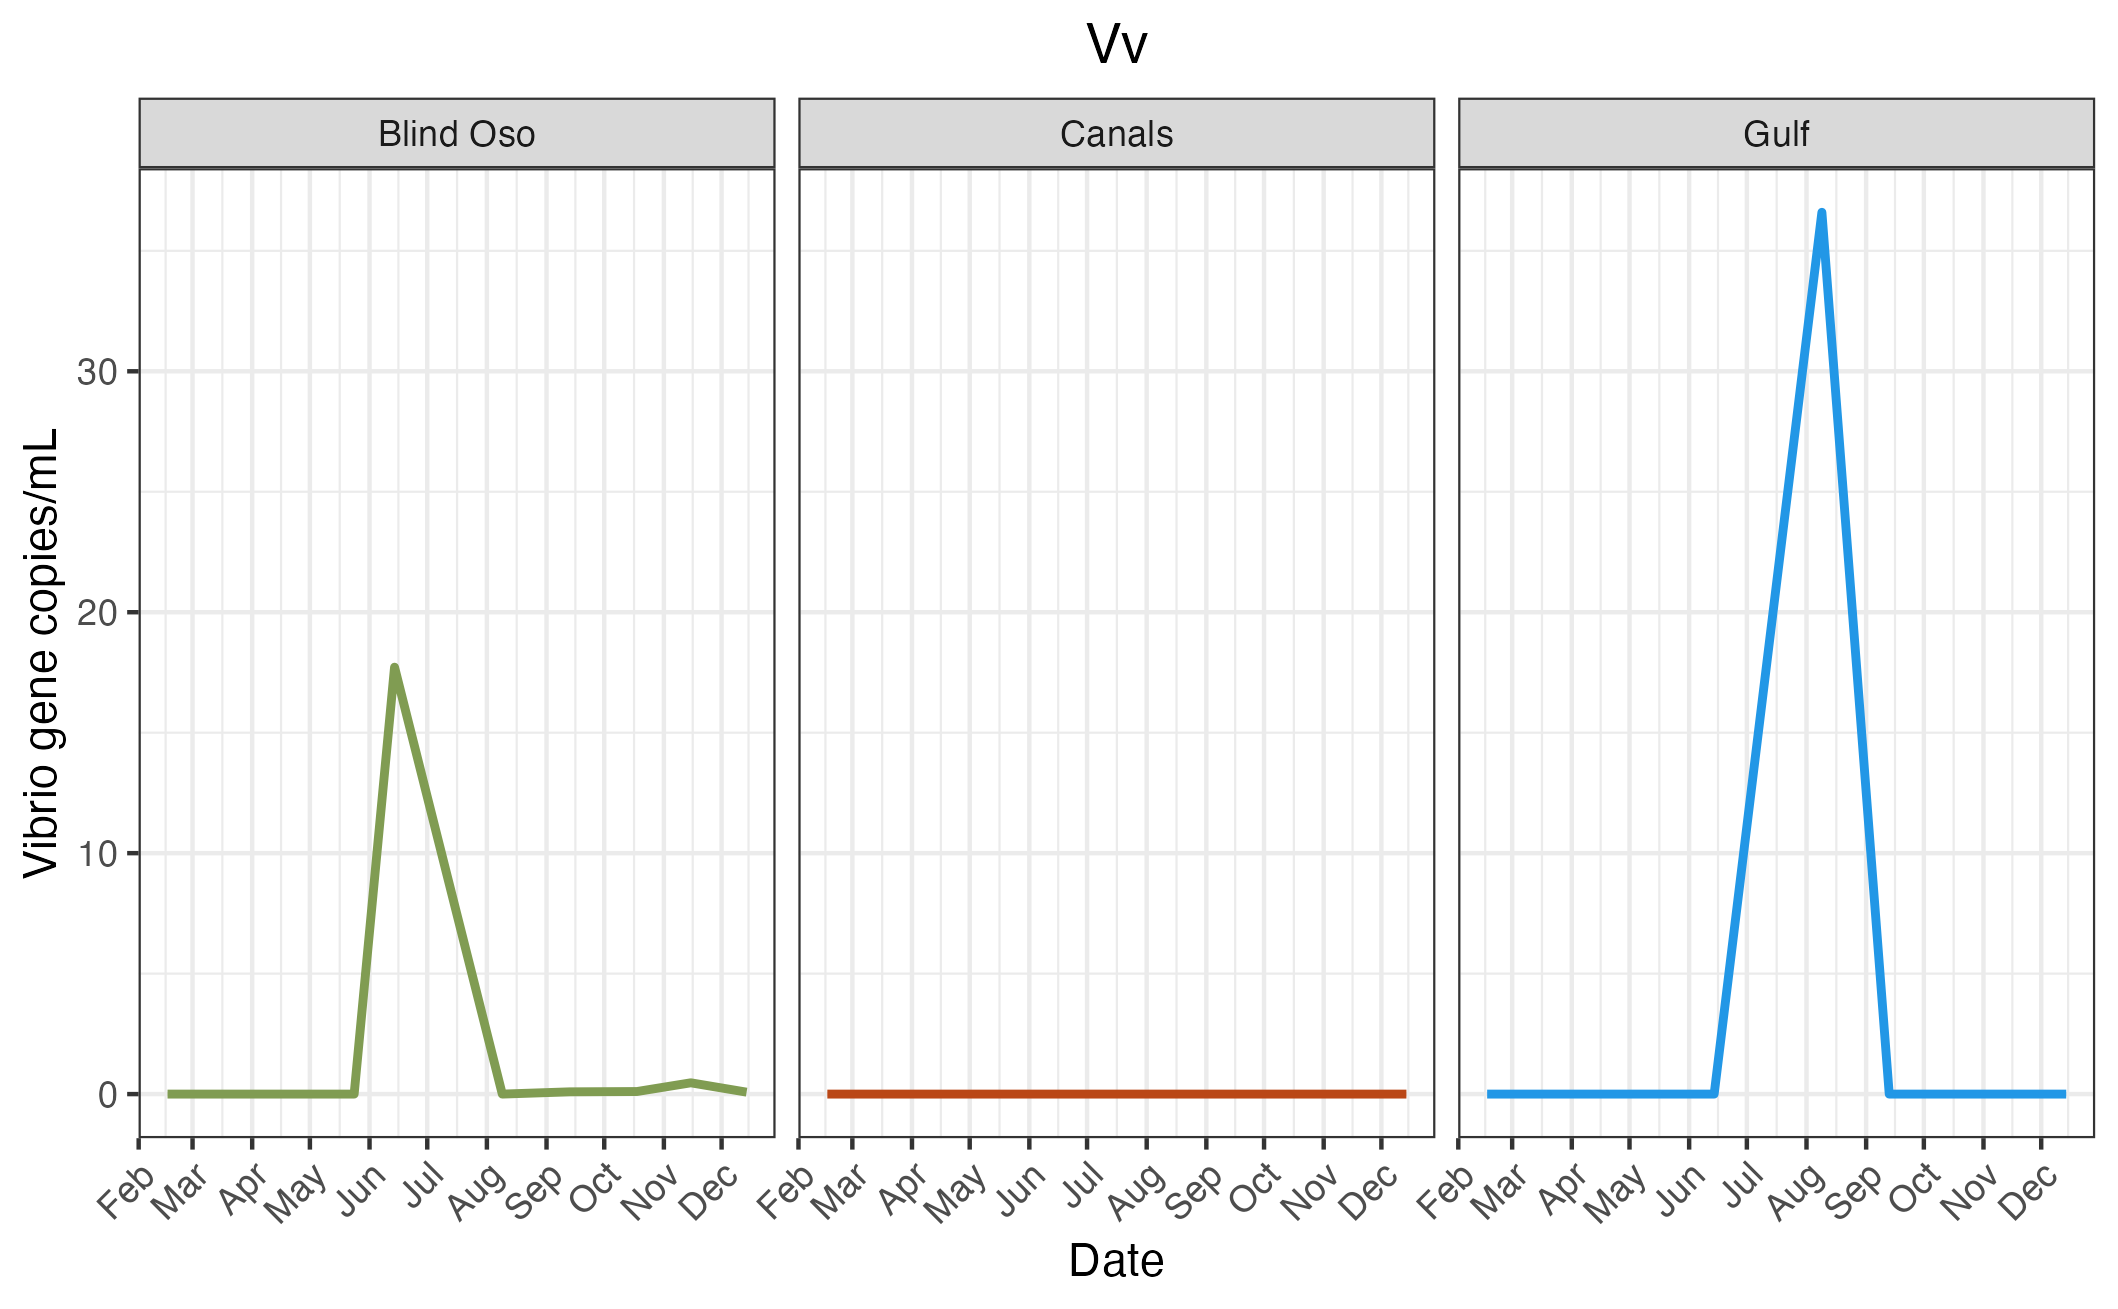 Vv
Blind Oso Canals Gulf
Vibrio gene copies/mL
30
20
10
0
Feb Mar Apr May Jun Jul Aug Sep Oct Nov Dec Feb Mar Apr May Jun Jul Aug Sep Oct Nov Dec Feb Mar Apr May Jun Jul Aug Sep Oct Nov Dec
Date